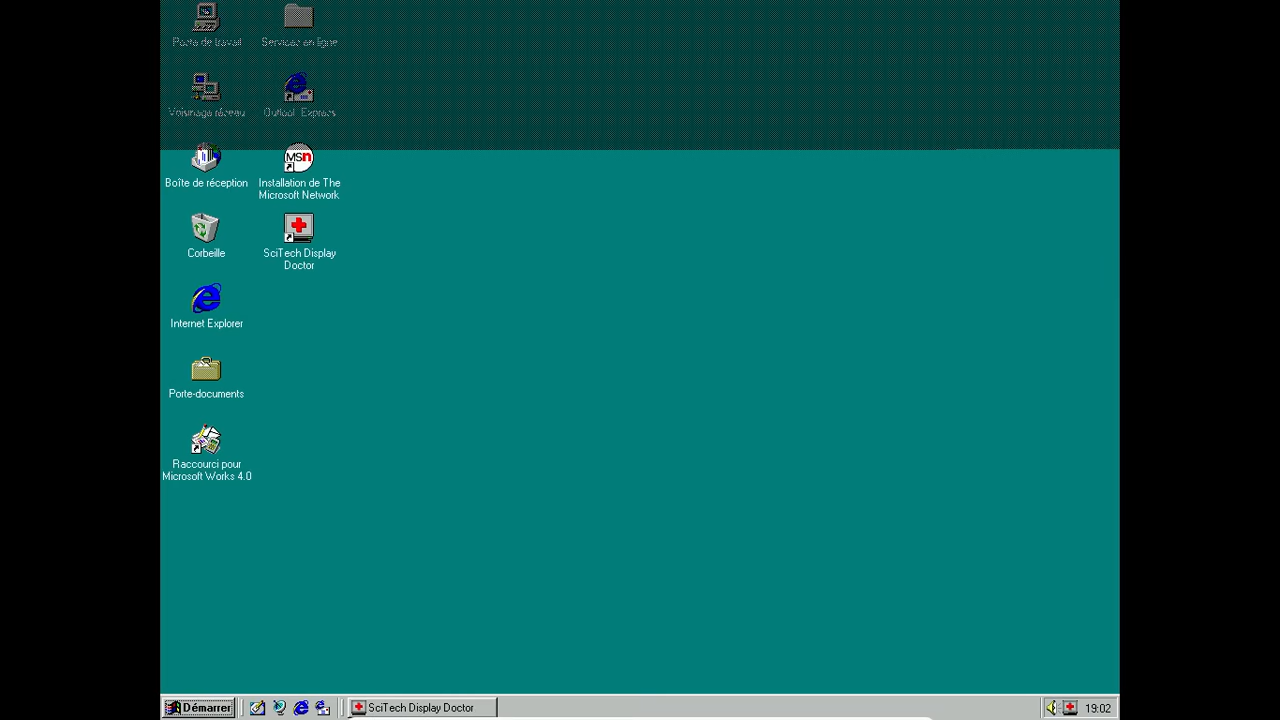 Poste de travail
Services en ligne
Voisinage réseau
Outlook Express
Boîte de réception
MSn
Installation de The
Microsoft Network
Corbeille
SciTech Display
Doctor
Internet Explorer
Porte-documents
Raccourci pour
Microsoft Works 4.0
Démarrer
SciTech Display Doctor
19:02